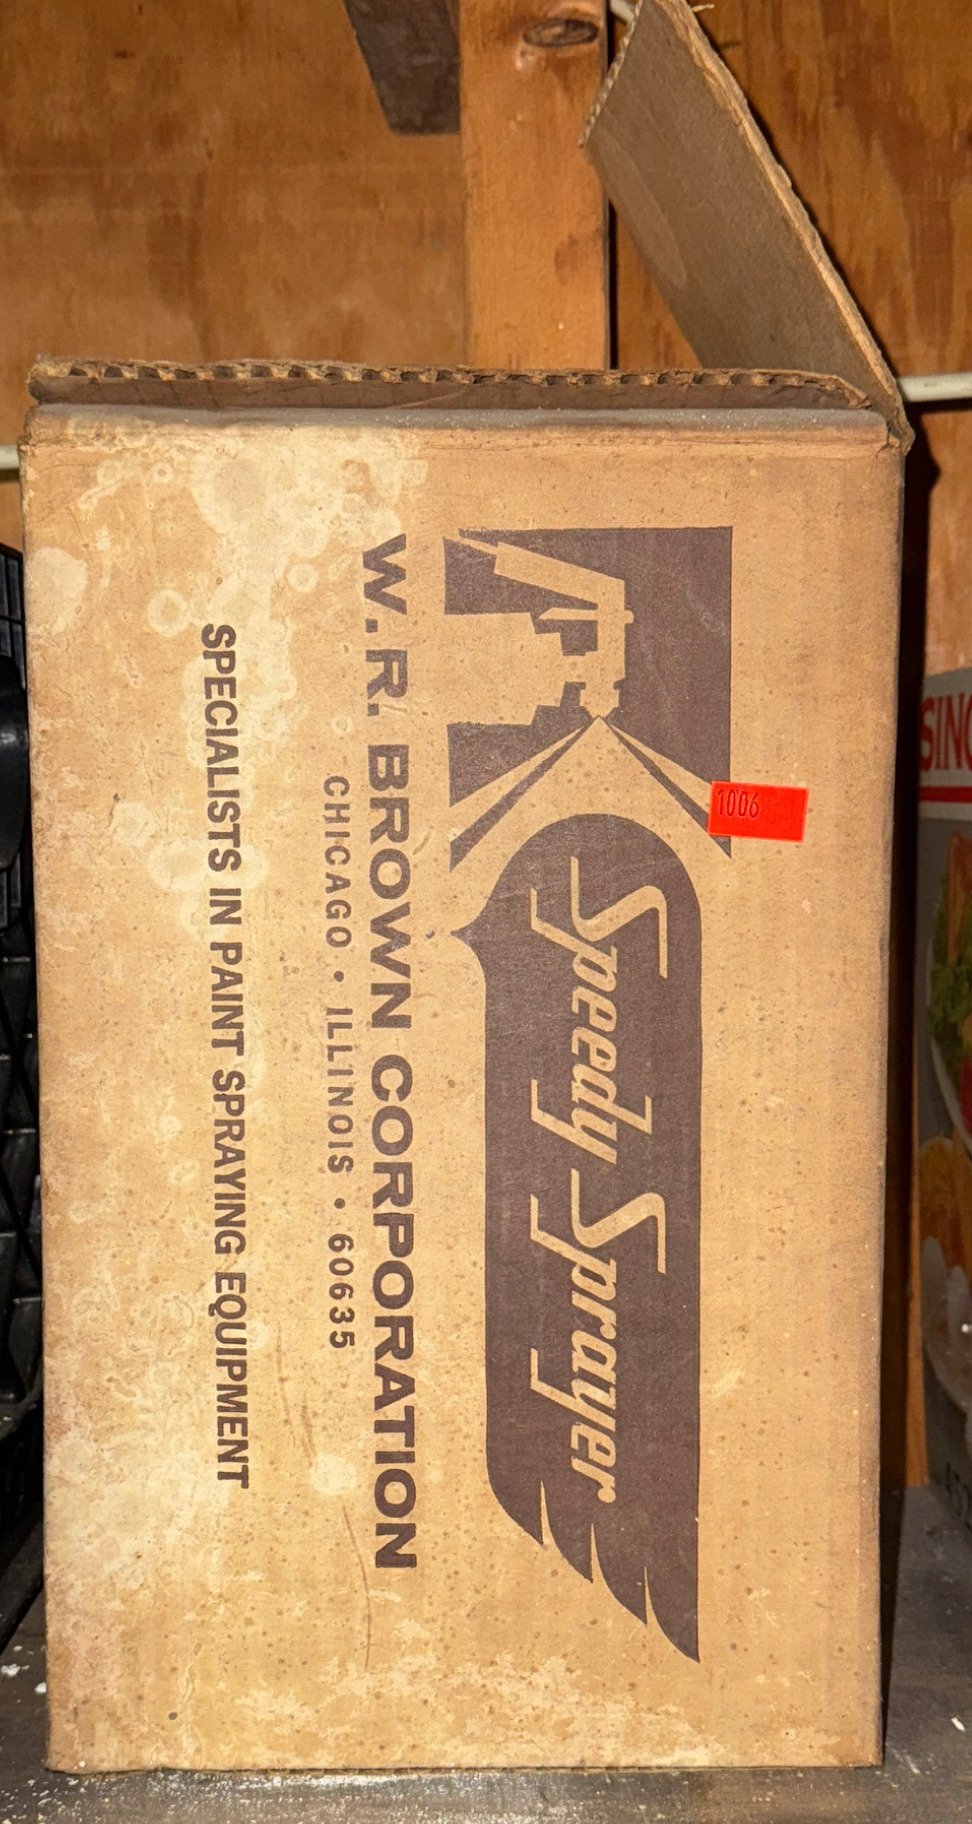 Speedy Sprayer
W.R. BROWN CORPORATION
CHICAGO • ILLINOIS • 60635
SPECIALISTS IN PAINT SPRAYING EQUIPMENT
1006